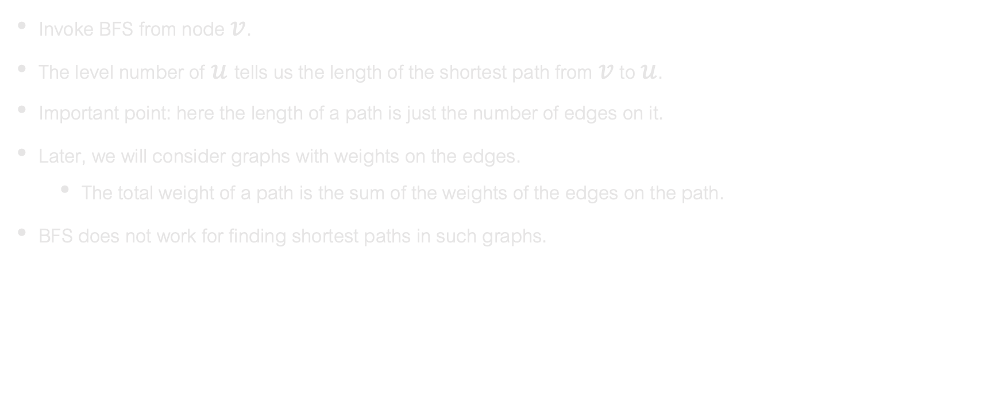 • Invoke BFS from node 𝒗.
• The level number of 𝒖 tells us the length of the shortest path from 𝒗 to 𝒖.
• Important point: here the length of a path is just the number of edges on it.
• Later, we will consider graphs with weights on the edges.
• The total weight of a path is the sum of the weights of the edges on the path.
• BFS does not work for finding shortest paths in such graphs.